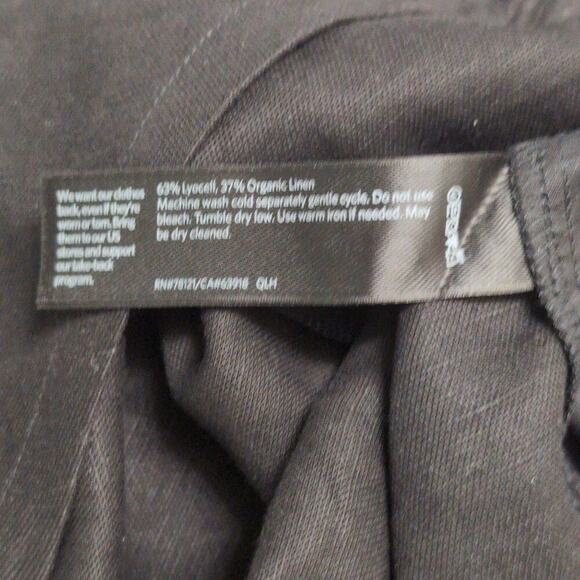 We want our clothes
back, even if they're
worn or torn. Bring
them to our US
stores and support
our take-back
program.
63% Lyocell, 37% Organic Linen
Machine wash cold separately gentle cycle. Do not use
bleach. Tumble dry low. Use warm iron if needed. May
be dry cleaned.
RN#78121/CA#63916 QLH